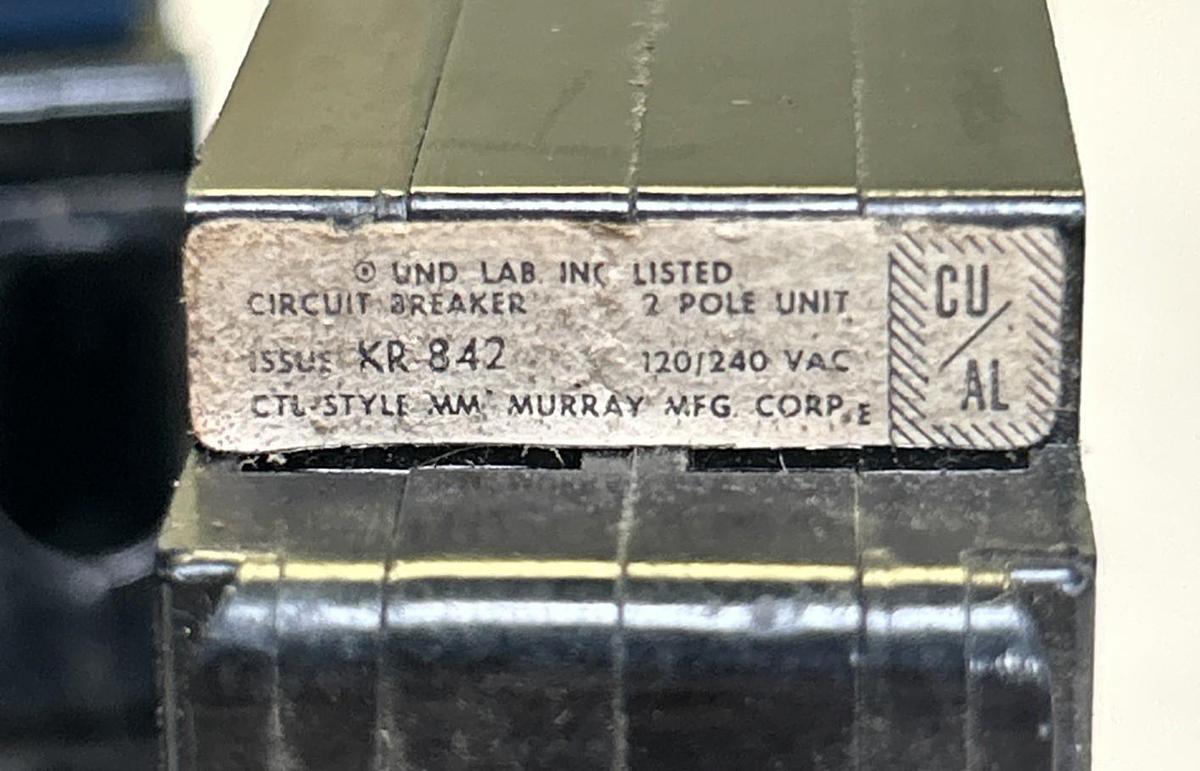 UND LAB. INC LISTED
CIRCUIT BREAKER 2 POLE UNIT
ISSUE KR-842 120/240 VAC
CTL-STYLE "MM" MURRAY MFG. CORP. E
CU/AL